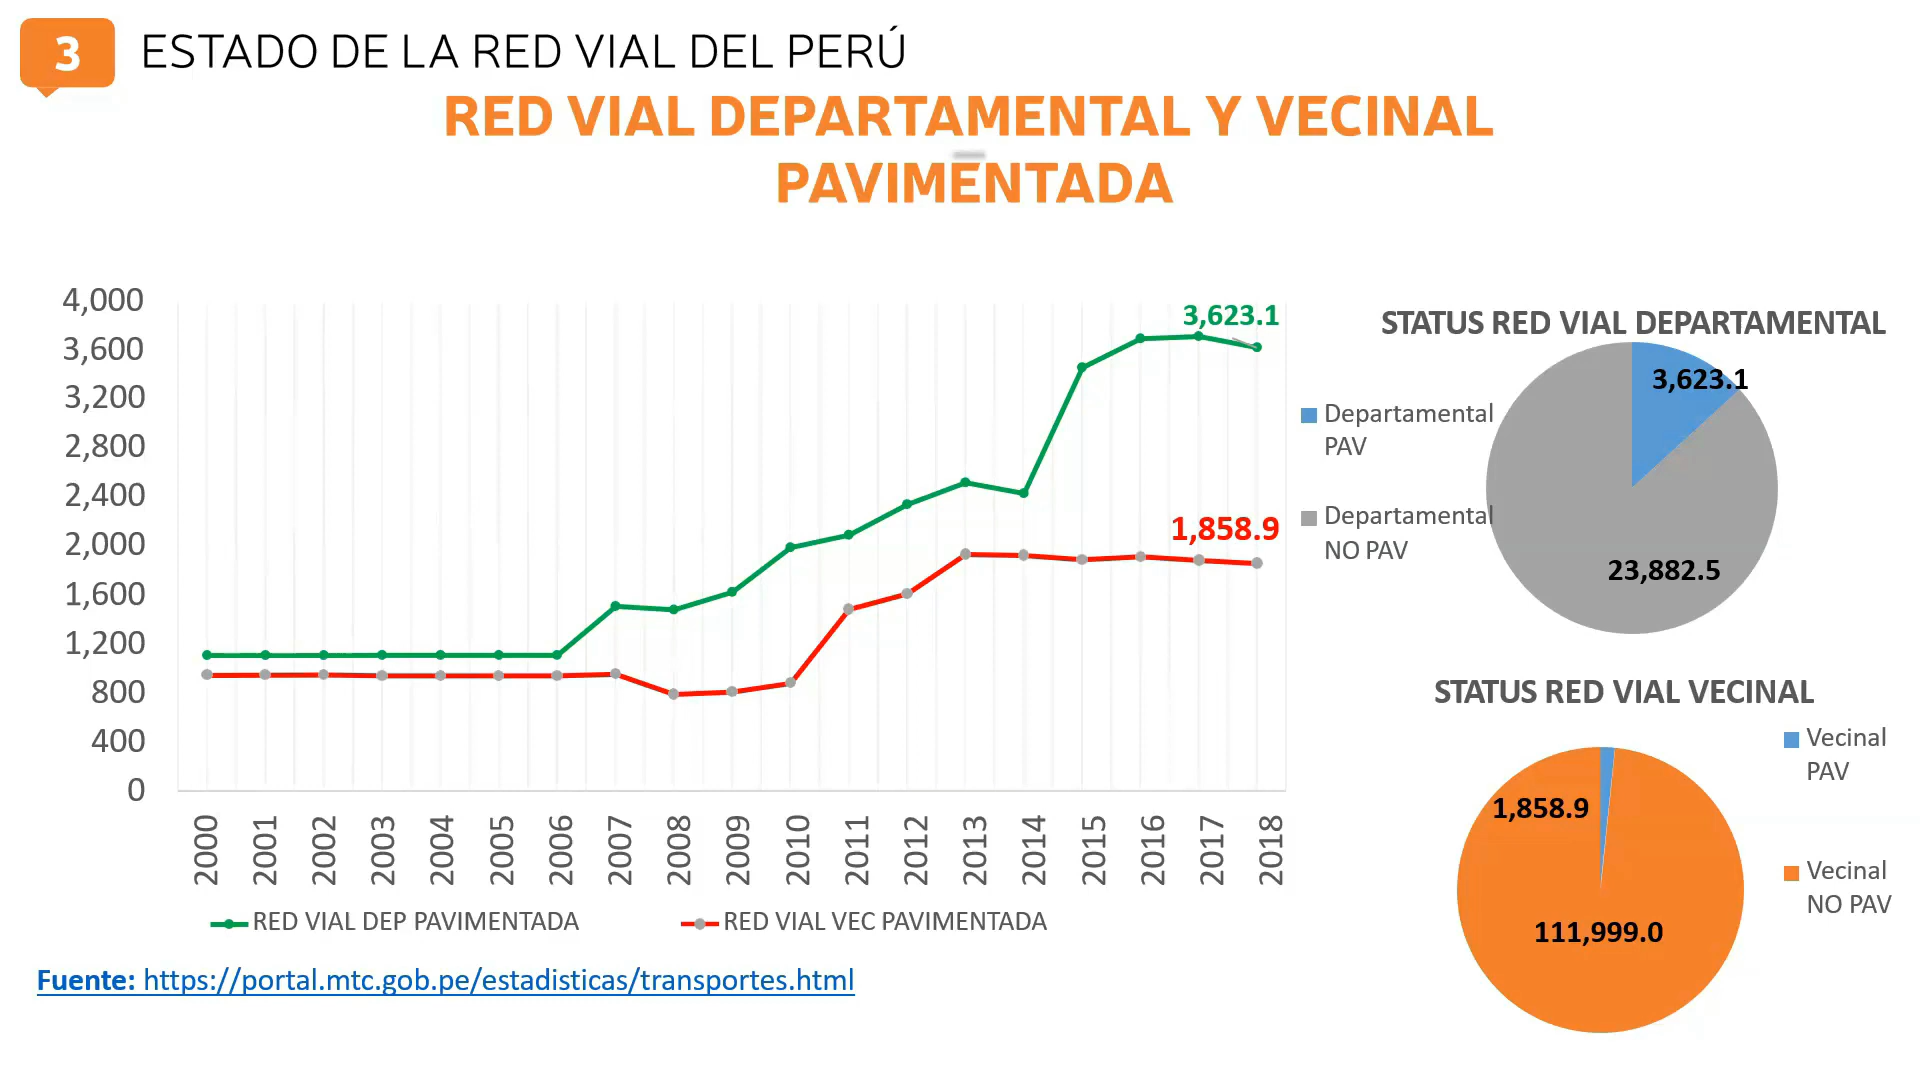 3
ESTADO DE LA RED VIAL DEL PERÚ
RED VIAL DEPARTAMENTAL Y VECINAL
PAVIMENTADA
4,000
3,600
3,200
2,800
2,400
2,000
1,600
1,200
800
400
0
3,623.1
1,858.9
2000
2001
2002
2003
2004
2005
2006
2007
2008
2009
2010
2011
2012
2013
2014
2015
2016
2017
2018
RED VIAL DEP PAVIMENTADA
RED VIAL VEC PAVIMENTADA
Fuente: https://portal.mtc.gob.pe/estadisticas/transportes.html
STATUS RED VIAL DEPARTAMENTAL
Departamental
PAV
Departamental
NO PAV
3,623.1
23,882.5
STATUS RED VIAL VECINAL
Vecinal
PAV
Vecinal
NO PAV
1,858.9
111,999.0